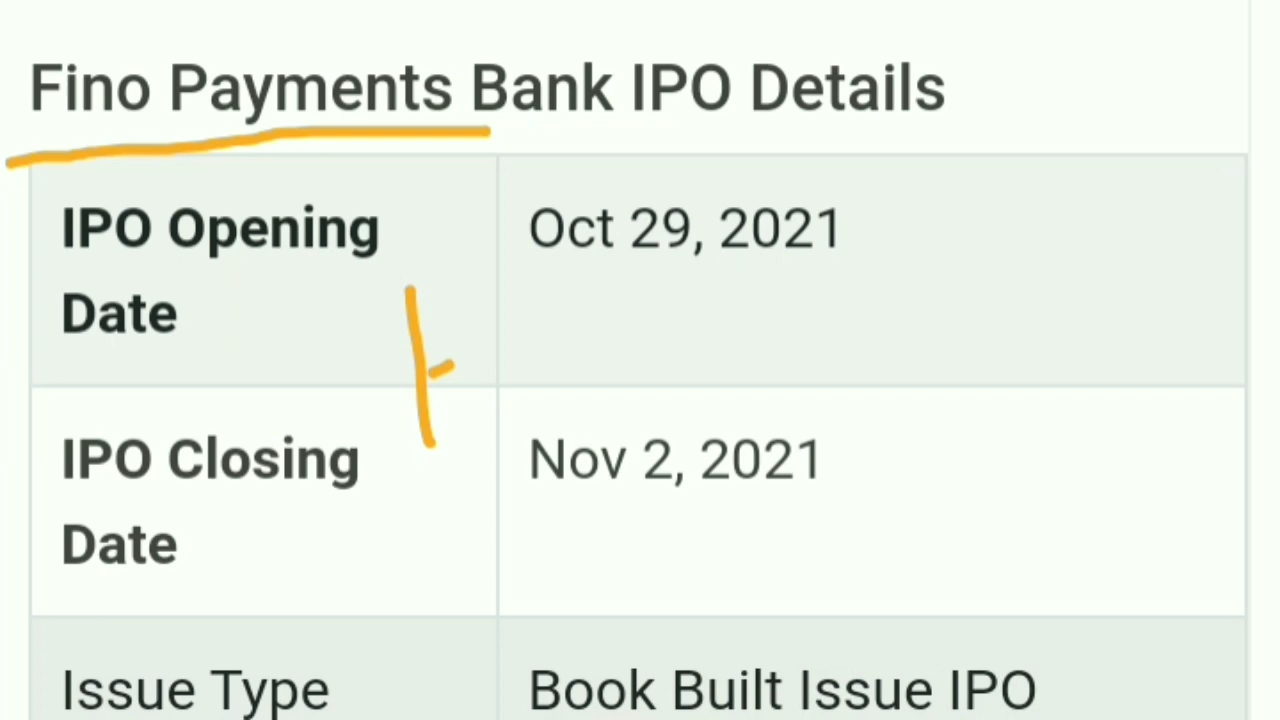 Fino Payments Bank IPO Details
IPO Opening Oct 29, 2021
Date
IPO Closing Nov 2, 2021
Date
Issue Type Book Built Issue IPO